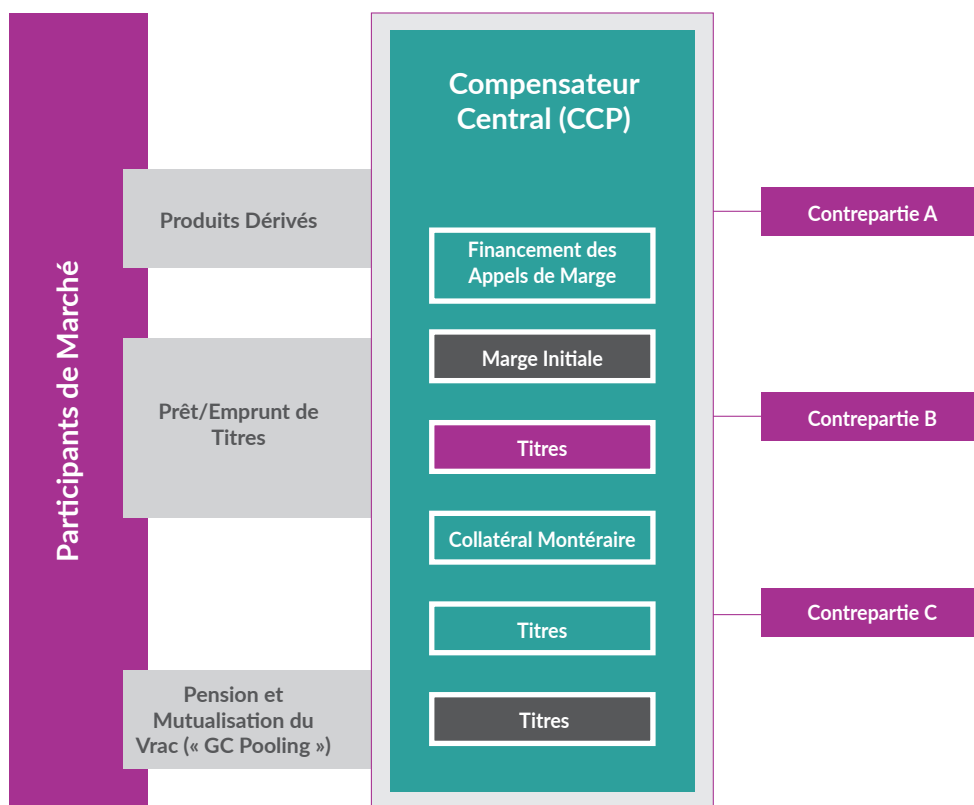 Participants de Marché
Produits Dérivés
Prêt/Emprunt de
Titres
Pension et
Mutualisation du
Vrac (« GC Pooling »)
Compensateur
Central (CCP)
Financement des
Appels de Marge
Marge Initiale
Titres
Collatéral Montéraire
Titres
Titres
Contrepartie A
Contrepartie B
Contrepartie C